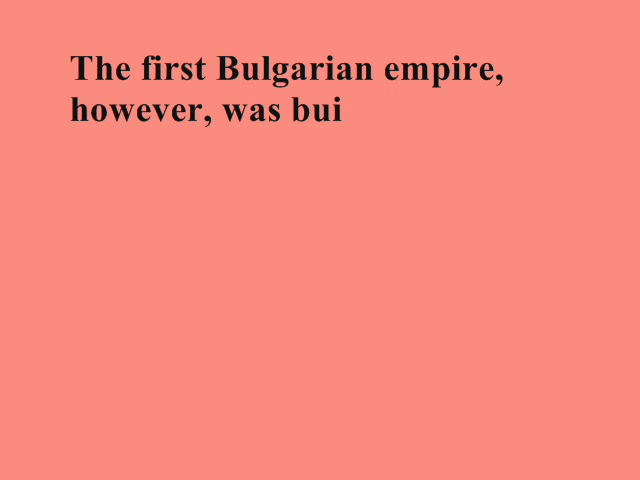 The first Bulgarian empire,
however, was bui